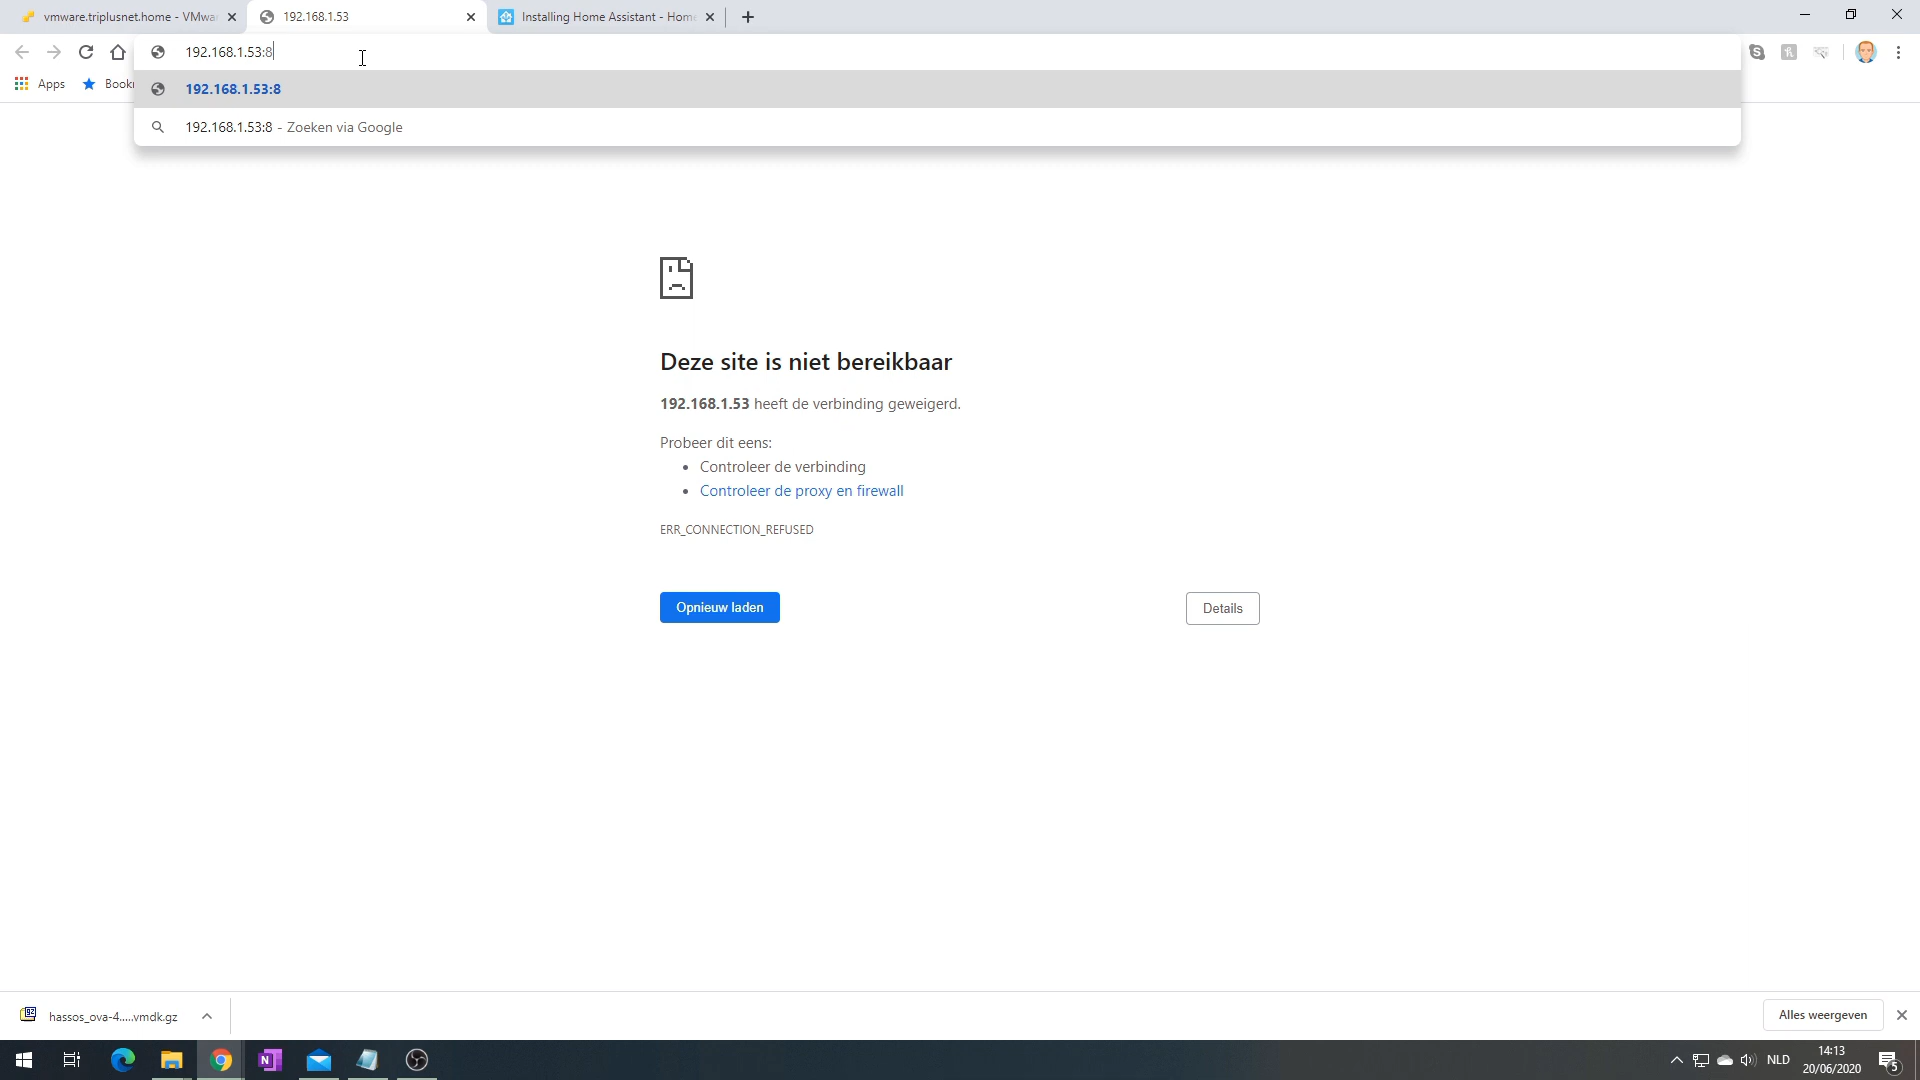 vmware.triplusnet.home - VMwa
192.168.1.53
Installing Home Assistant - Hom
192.168.1.53:8
Apps
Bookr
192.168.1.53:8
192.168.1.53:8 - Zoeken via Google
Deze site is niet bereikbaar
192.168.1.53 heeft de verbinding geweigerd.
Probeer dit eens:
• Controleer de verbinding
• Controleer de proxy en firewall
ERR_CONNECTION_REFUSED
Opnieuw laden
Details
hassos_ova-4.....vmdk.gz
Alles weergeven
NLD
14:13
20/06/2020
5